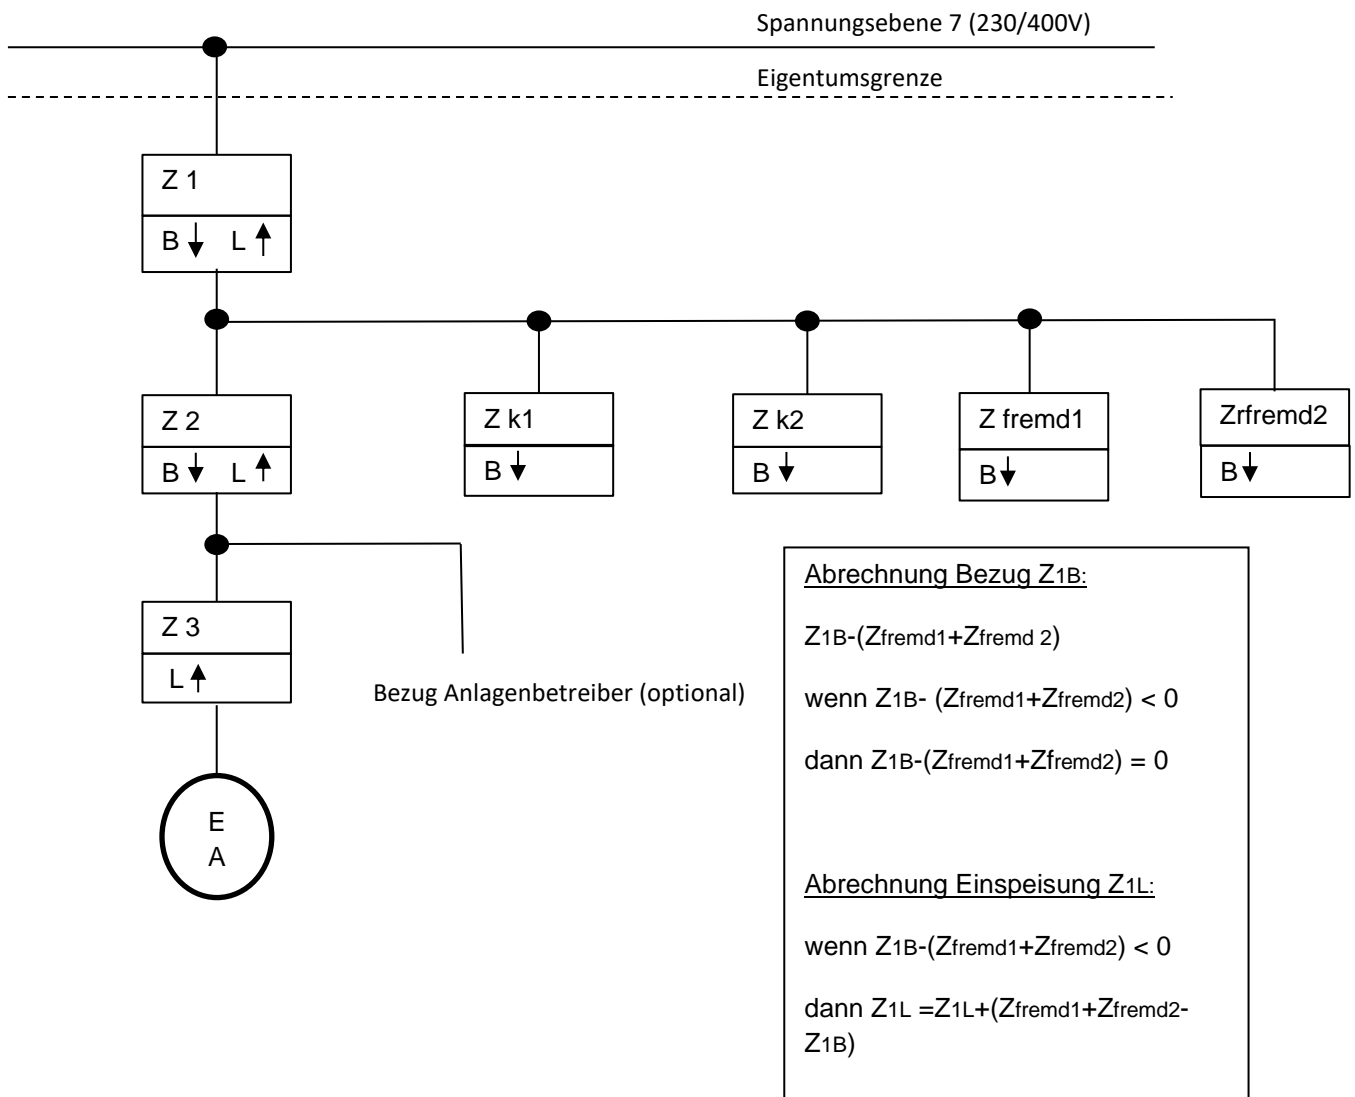 Spannungsebene 7 (230/400V)
Eigentumsgrenze
Z 1
B L
Z 2
B L
Z k1
B
Z k2
B
Z fremd1
B
Zrfremd2
B
Z 3
L
Bezug Anlagenbetreiber (optional)
E
A
Abrechnung Bezug Z1B:
Z1B-(Zfremd1+Zfremd 2)
wenn Z1B- (Zfremd1+Zfremd2) < 0
dann Z1B-(Zfremd1+Zfremd2) = 0
Abrechnung Einspeisung Z1L:
wenn Z1B-(Zfremd1+Zfremd2) < 0
dann Z1L =Z1L+(Zfremd1+Zfremd2-
Z1B)